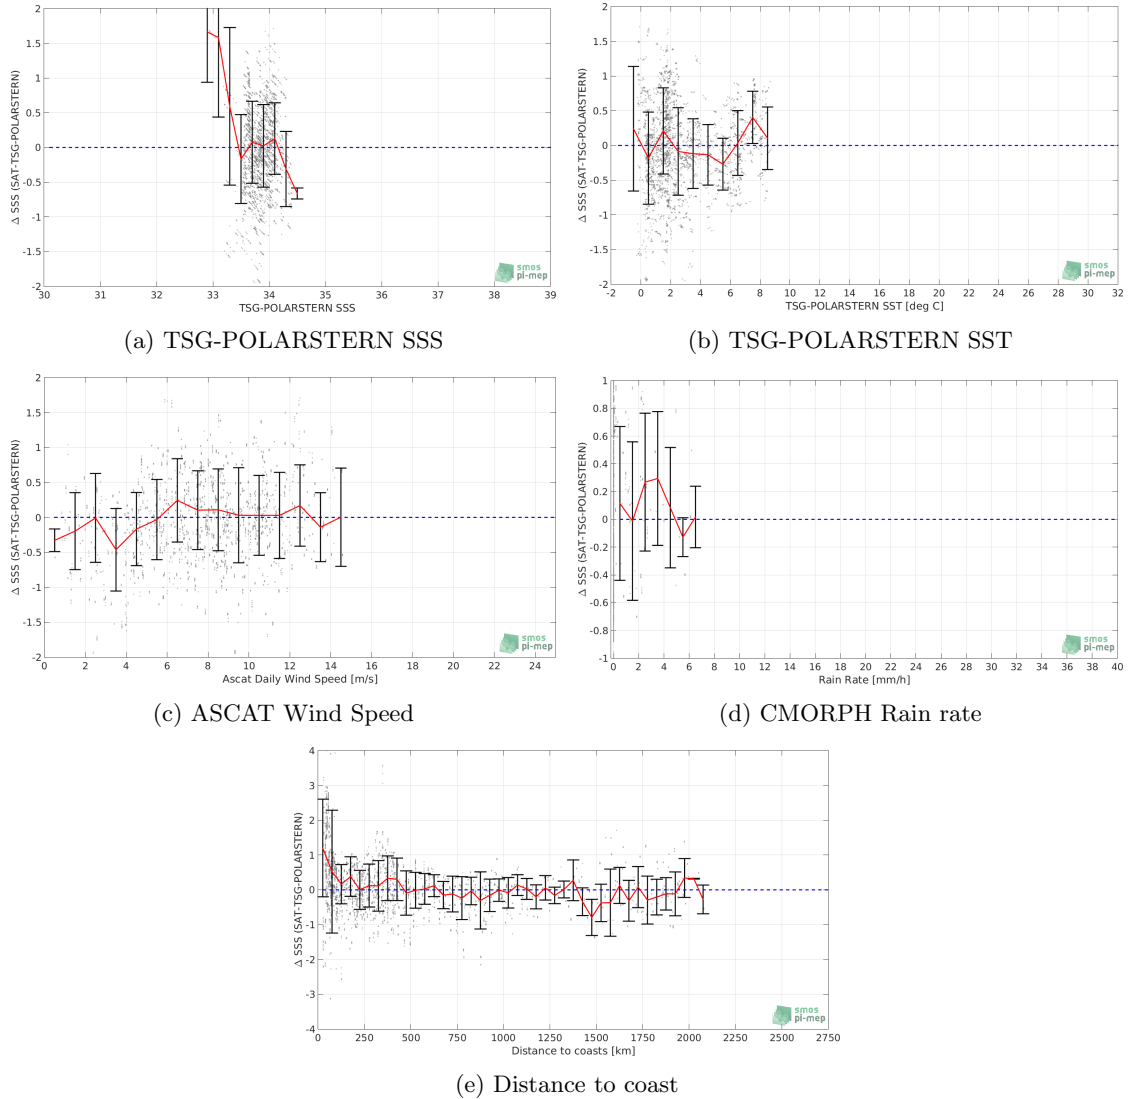 2
1.5
1
0.5
0
-0.5
-1
-1.5
-2
Δ SSS (SAT-TSG-POLARSTERN)
30 31 32 33 34 35 36 37 38 39
TSG-POLARSTERN SSS
smos
pi-mep
(a) TSG-POLARSTERN SSS
2
1.5
1
0.5
0
-0.5
-1
-1.5
-2
Δ SSS (SAT-TSG-POLARSTERN)
-2 0 2 4 6 8 10 12 14 16 18 20 22 24 26 28 30 32
TSG-POLARSTERN SST [deg C]
smos
pi-mep
(b) TSG-POLARSTERN SST
2
1.5
1
0.5
0
-0.5
-1
-1.5
-2
Δ SSS (SAT-TSG-POLARSTERN)
0 2 4 6 8 10 12 14 16 18 20 22 24
Ascat Daily Wind Speed [m/s]
smos
pi-mep
(c) ASCAT Wind Speed
1
0.8
0.6
0.4
0.2
0
-0.2
-0.4
-0.6
-0.8
-1
Δ SSS (SAT-TSG-POLARSTERN)
0 2 4 6 8 10 12 14 16 18 20 22 24 26 28 30 32 34 36 38 40
Rain Rate [mm/h]
smos
pi-mep
(d) CMORPH Rain rate
4
3
2
1
0
-1
-2
-3
-4
Δ SSS (SAT-TSG-POLARSTERN)
0 250 500 750 1000 1250 1500 1750 2000 2250 2500 2750
Distance to coasts [km]
smos
pi-mep
(e) Distance to coast